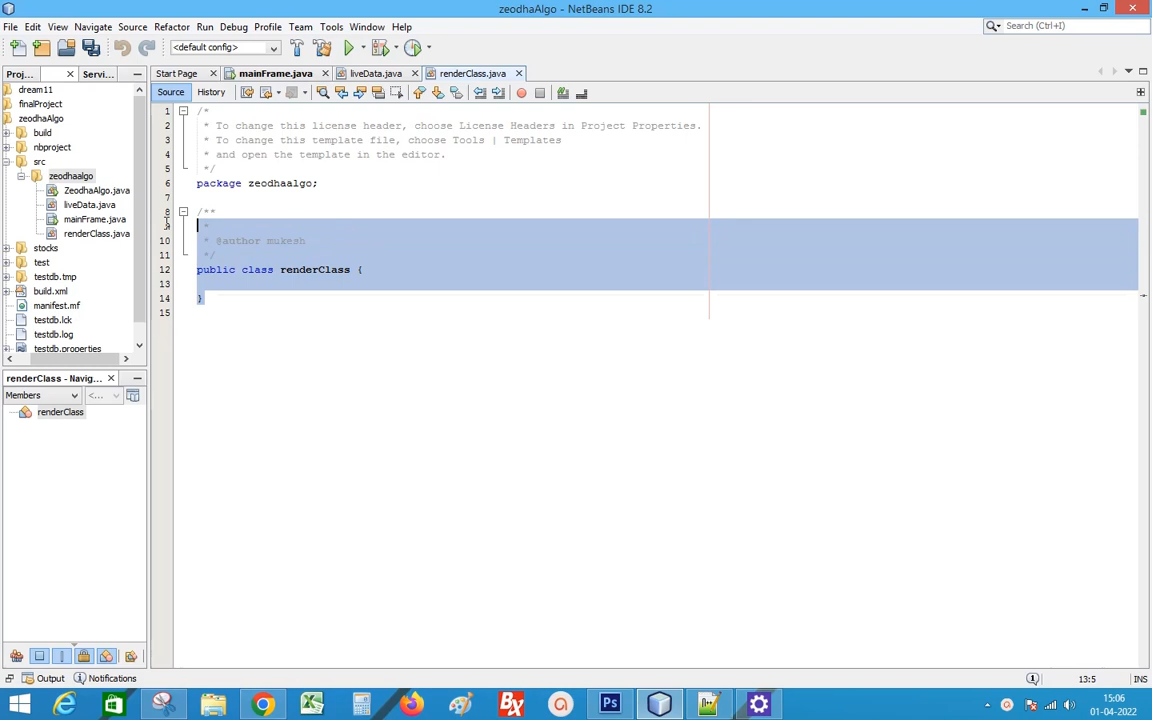 zeodhaAlgo - NetBeans IDE 8.2
File Edit View Navigate Source Refactor Run Debug Profile Team Tools Window Help
Search (Ctrl+I)
<default config>
Proj... Servi...
Start Page mainFrame.java liveData.java renderClass.java
Source History
dream11
finalProject
zeodhaAlgo
build
nbproject
src
zeodhaalgo
ZeodhaAlgo.java
liveData.java
mainFrame.java
renderClass.java
stocks
test
testdb.tmp
build.xml
manifest.mf
testdb.lck
testdb.log
testdb.properties
1 /*
2 * To change this license header, choose License Headers in Project Properties.
3 * To change this template file, choose Tools | Templates
4 * and open the template in the editor.
5 */
6 package zeodhaalgo;
7
8 /**
9 *
10 * @author mukesh
11 */
12 public class renderClass {
13
14 }
15
renderClass - Navig...
Members <...
renderClass
Output Notifications
13:5 INS
15:06
01-04-2022